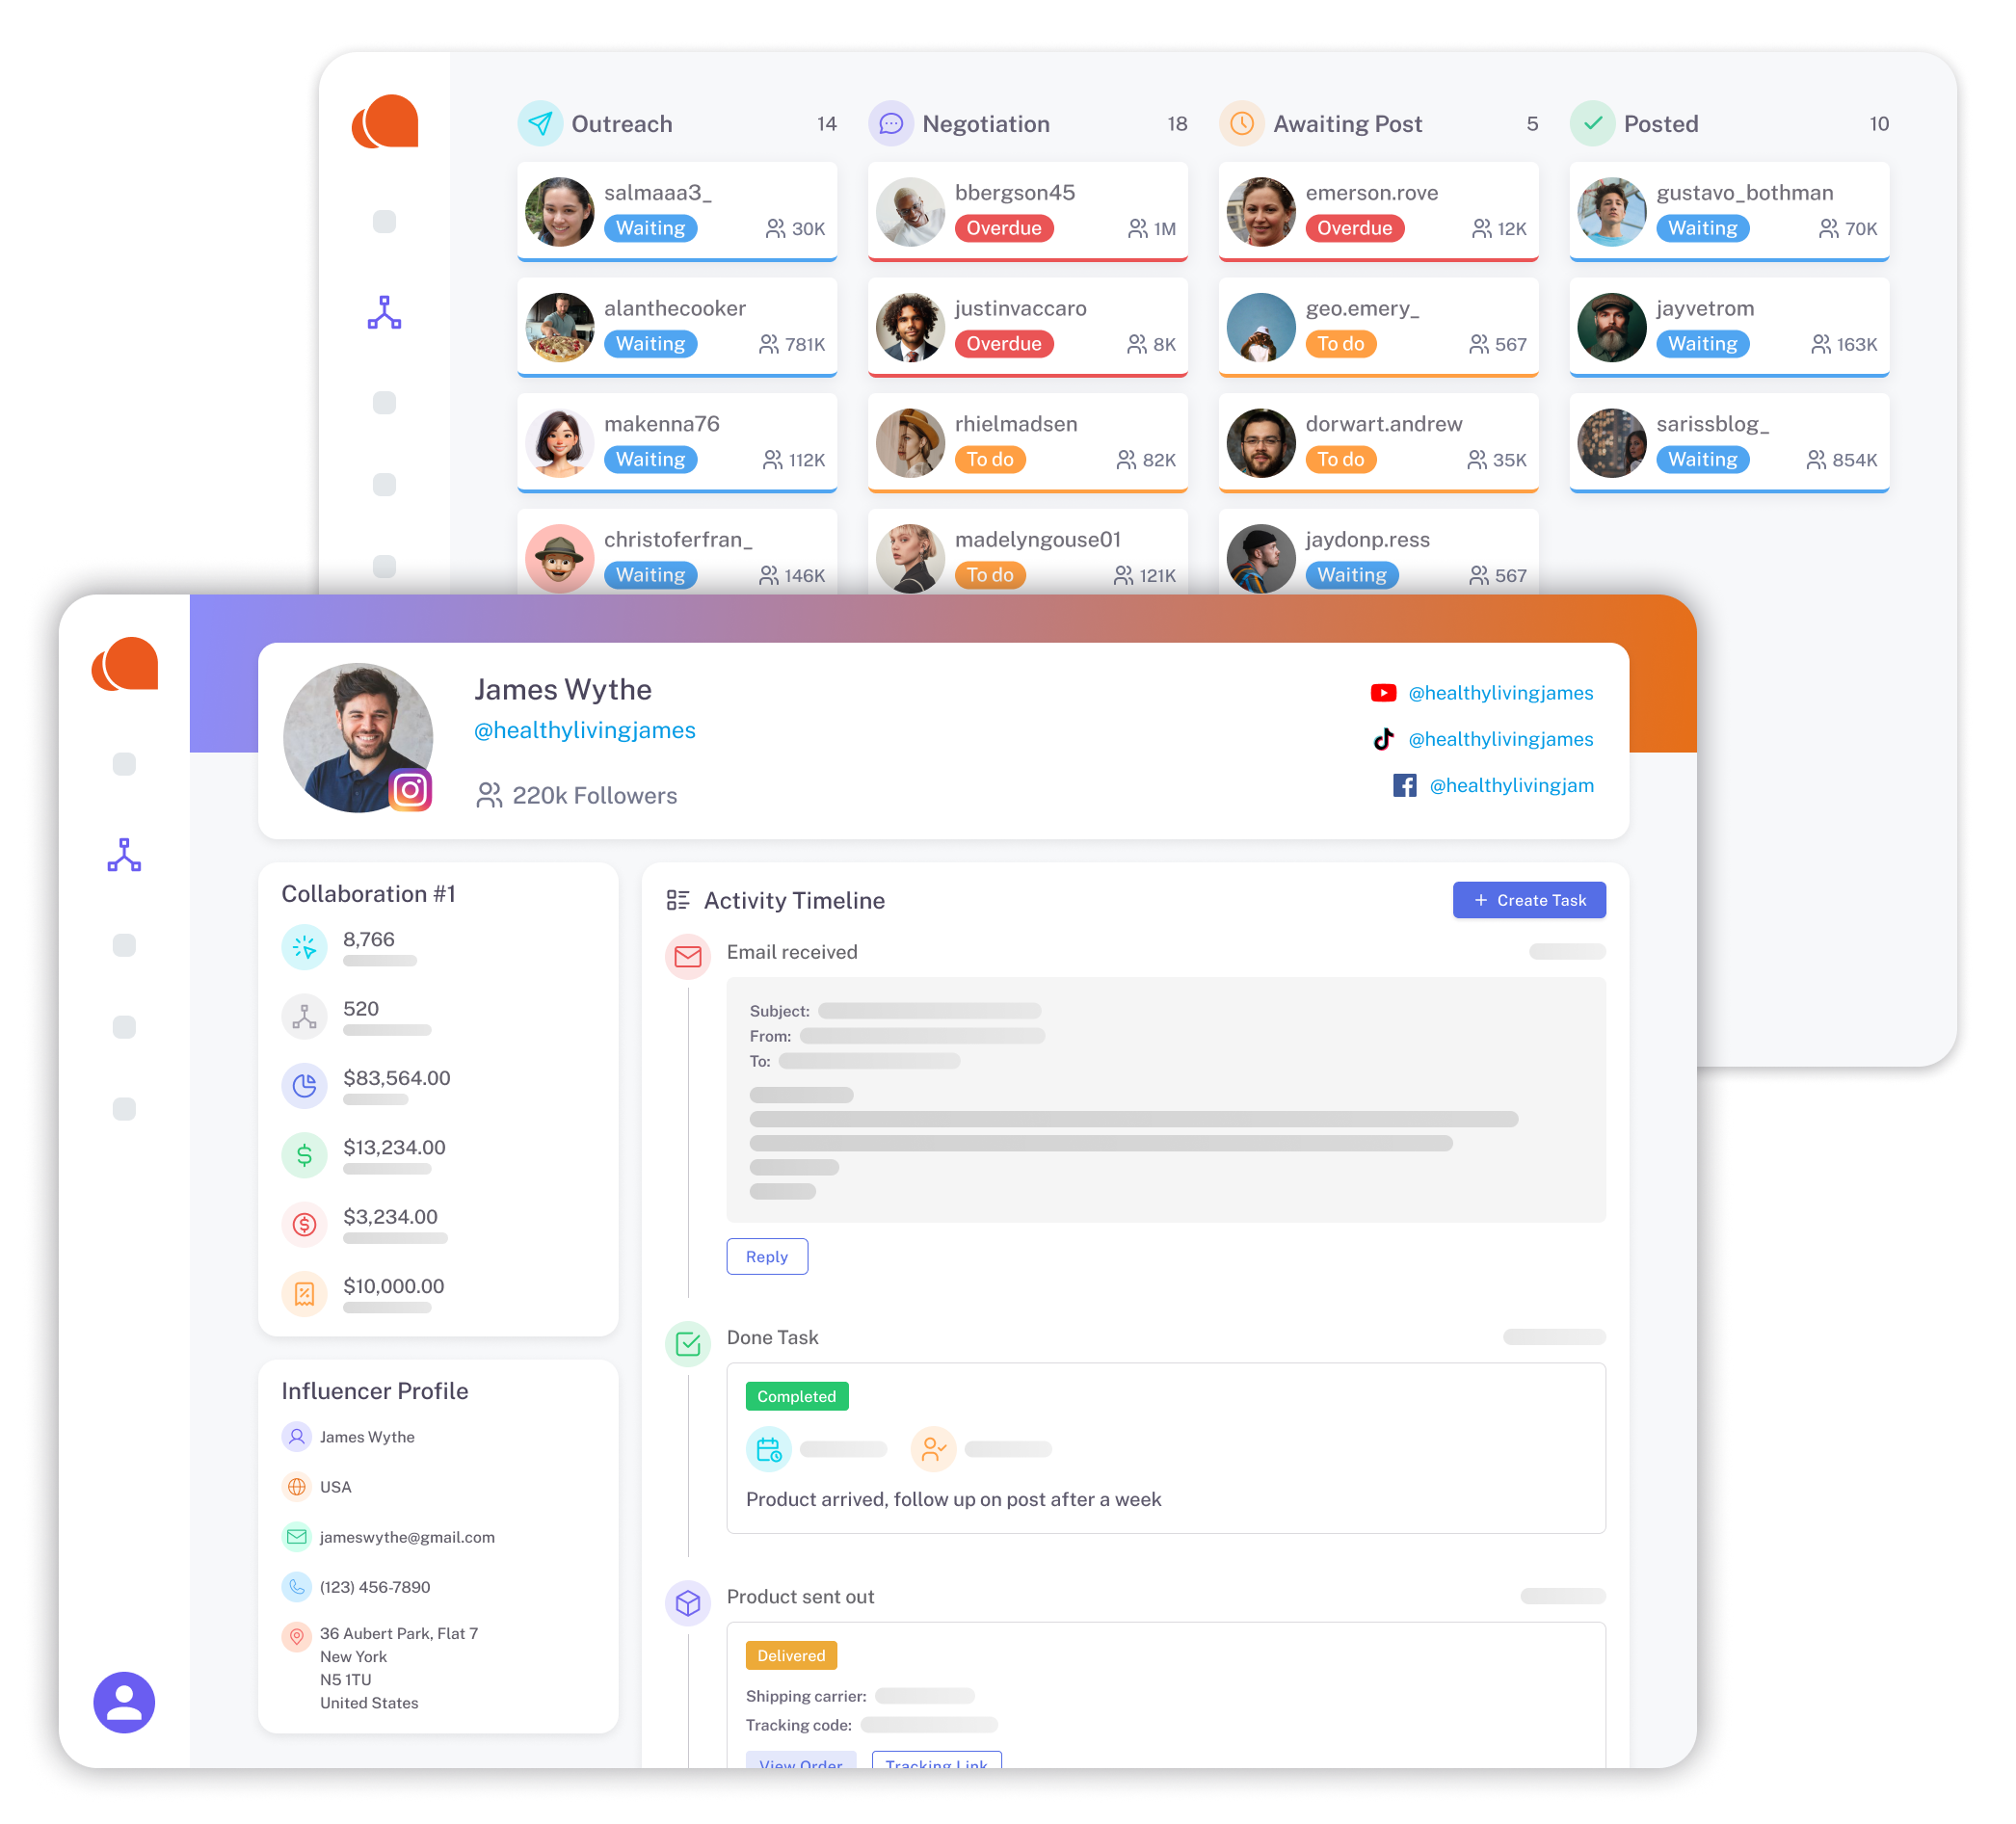 Outreach 14
salmaaa3_
Waiting 30K
alanthecooker
Waiting 781K
makenna76
Waiting 112K
christoferfran_
Waiting 146K
Negotiation 18
bbergson45
Overdue 1M
justinvaccaro
Overdue 8K
rhielmadsen
To do 82K
madelyngouse01
To do 121K
Awaiting Post 5
emerson.rove
Overdue 12K
geo.emery_
To do 567
dorwart.andrew
To do 35K
jaydonp.ress
Waiting 567
Posted 10
gustavo_bothman
Waiting 70K
jayvetrom
Waiting 163K
sarissblog_
Waiting 854K
James Wythe
@healthylivingjames
220k Followers
@healthylivingjames
@healthylivingjames
@healthylivingjam
Collaboration #1
8,766
520
$83,564.00
$13,234.00
$3,234.00
$10,000.00
Influencer Profile
James Wythe
USA
jameswythe@gmail.com
(123) 456-7890
36 Aubert Park, Flat 7
New York
N5 1TU
United States
Activity Timeline
+ Create Task
Email received
Subject:
From:
To:
Reply
Done Task
Completed
Product arrived, follow up on post after a week
Product sent out
Delivered
Shipping carrier:
Tracking code:
View Order Tracking Link